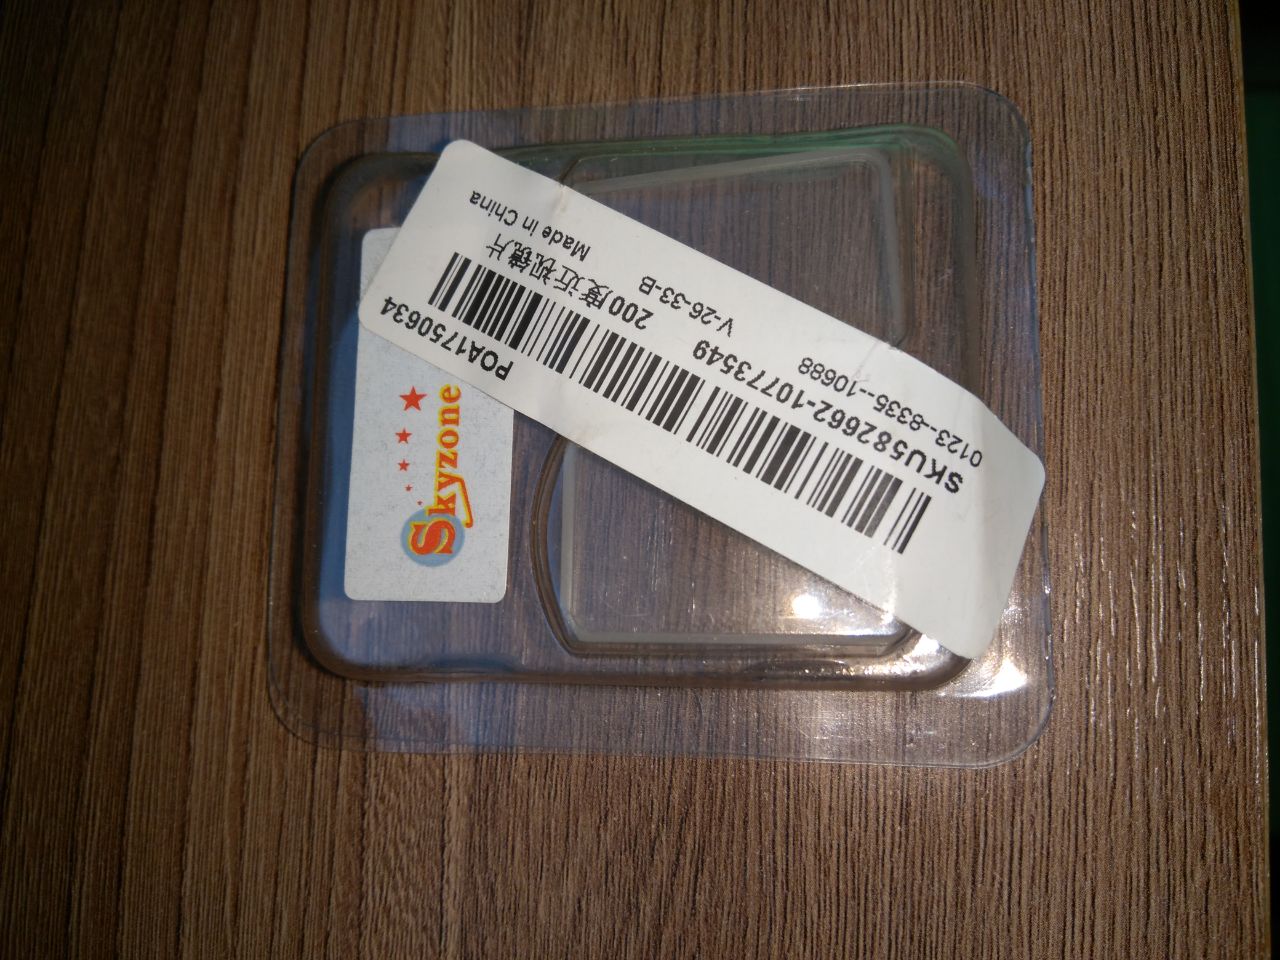 POA1750634
SKU582662-10773549
0123--8335--10688
200度近视镜片
V-26-33-B
Made in China
Skyzone